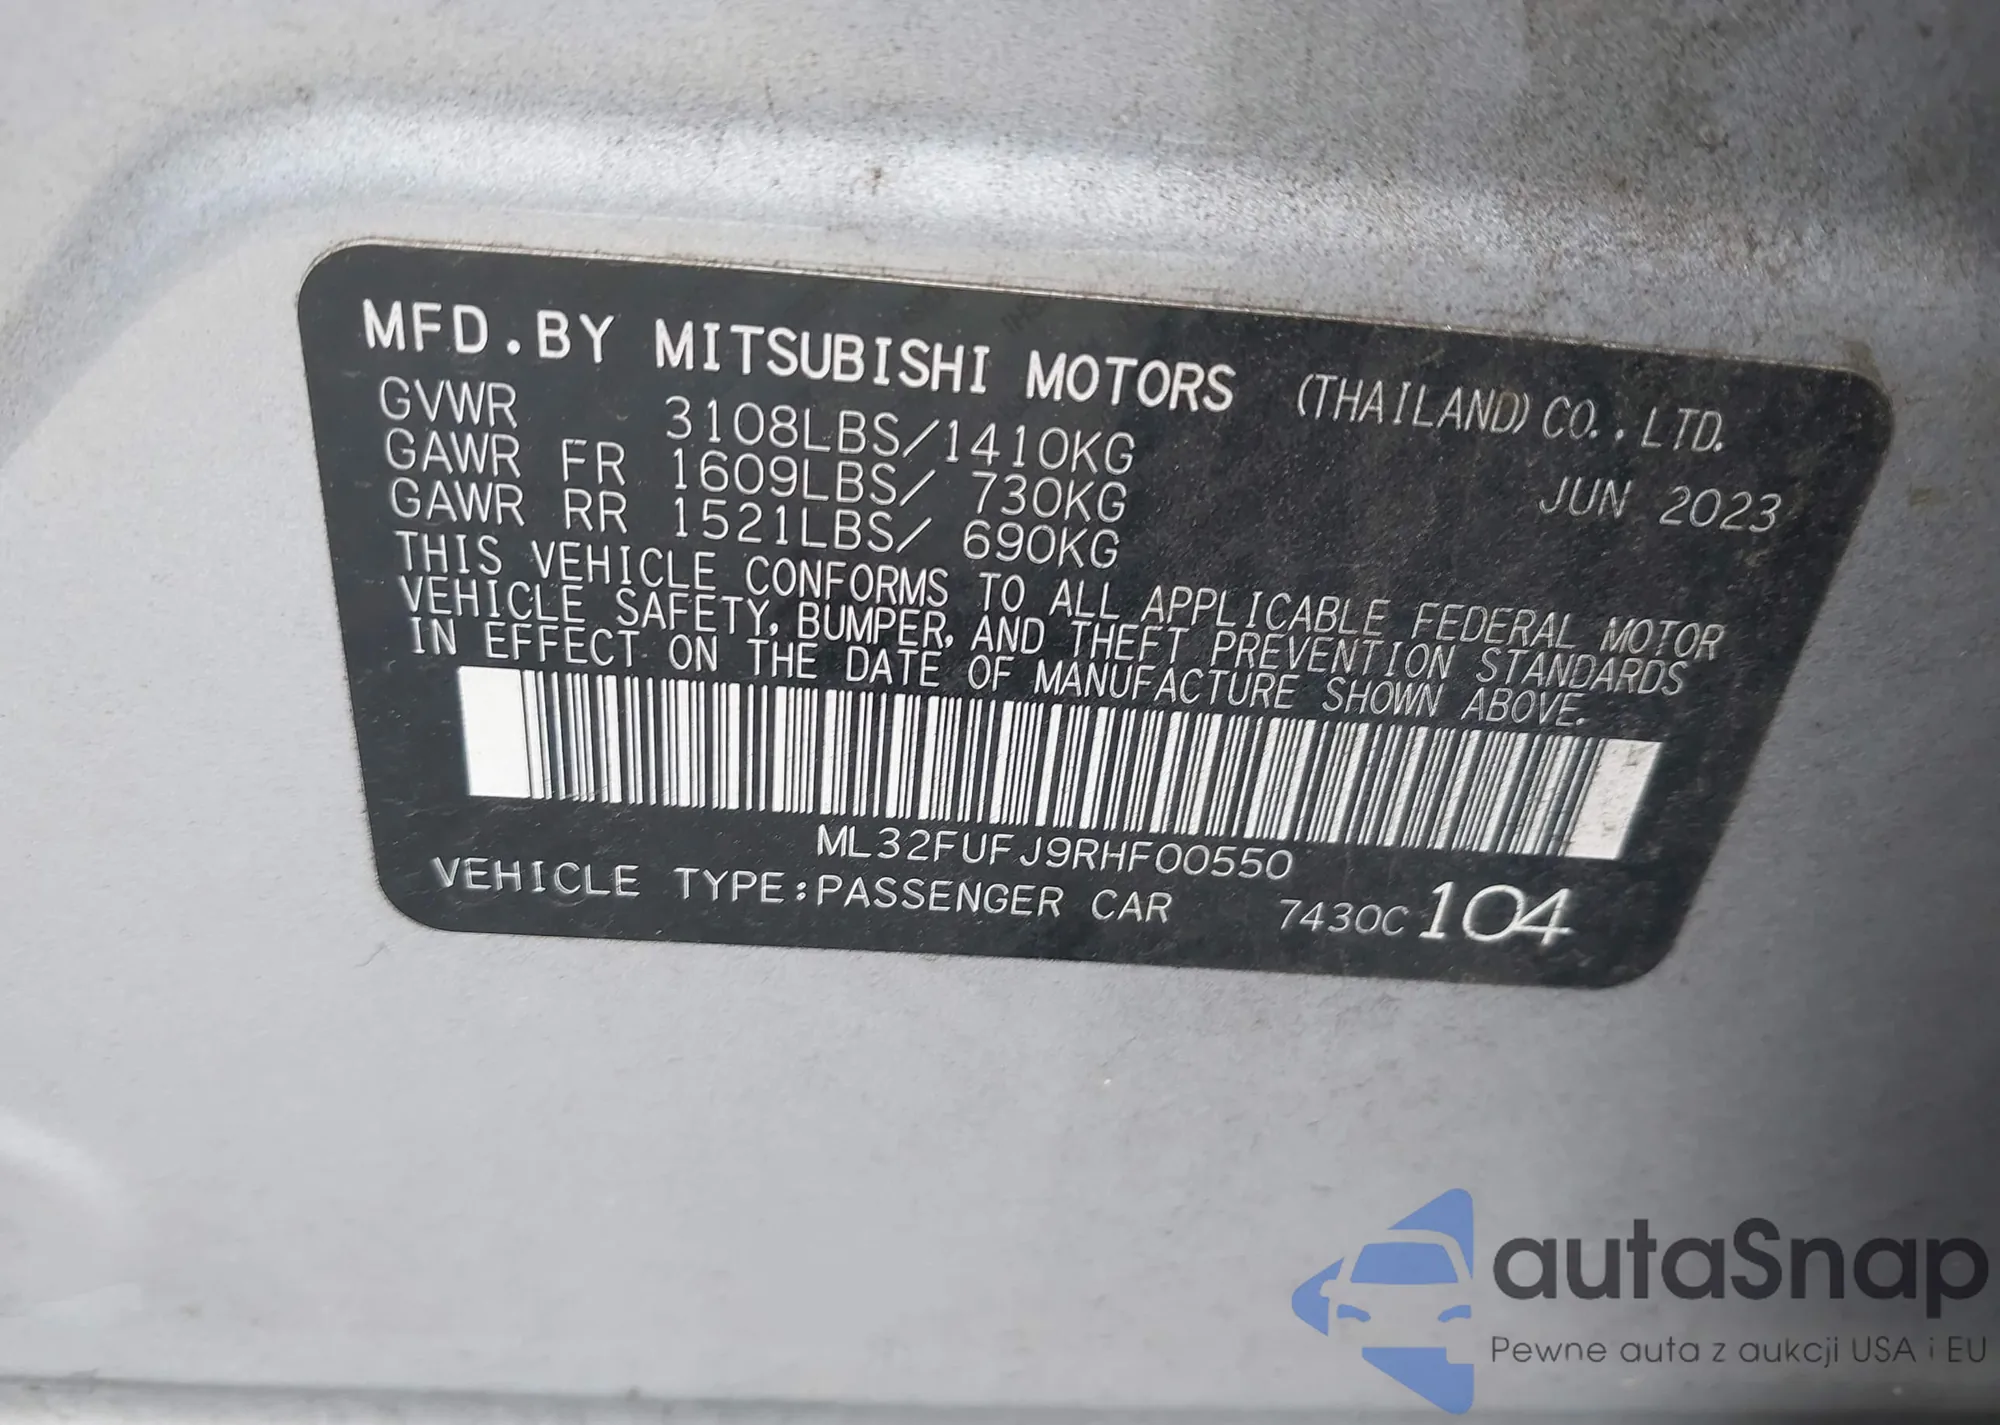 MFD.BY MITSUBISHI MOTORS (THAILAND) CO.,LTD.
GVWR 3108LBS/1410KG JUN 2023
GAWR FR 1609LBS/ 730KG
GAWR RR 1521LBS/ 690KG
THIS VEHICLE CONFORMS TO ALL APPLICABLE FEDERAL MOTOR
VEHICLE SAFETY, BUMPER, AND THEFT PREVENTION STANDARDS
IN EFFECT ON THE DATE OF MANUFACTURE SHOWN ABOVE.
ML32FUFJ9RHF00550
VEHICLE TYPE:PASSENGER CAR 7430C 104
autaSnap
Pewne auta z aukcji USA i EU